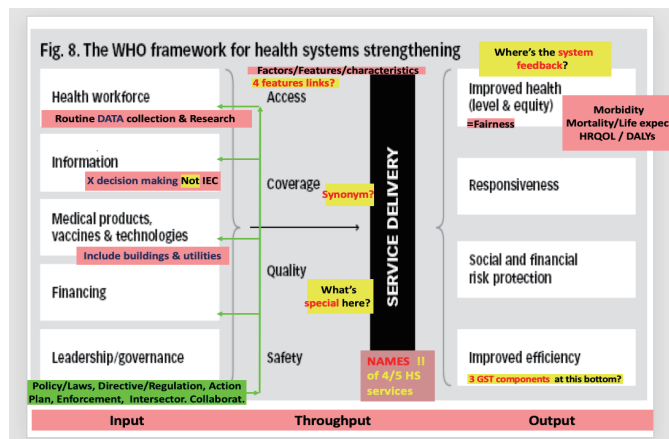 Fig. 8. The WHO framework for health systems strengthening
Where's the system
feedback?
Factors/Features/characteristics
4 features links?
Health workforce
Routine DATA collection & Research
Information
X decision making Not IEC
Medical products,
vaccines & technologies
Include buildings & utilities
Financing
Leadership/governance
Policy/Laws, Directive/Regulation, Action
Plan, Enforcement, Intersector. Collaborat.
Access
Coverage
Synonym?
Quality
What's
special here?
Safety
SERVICE DELIVERY
NAMES !!
of 4/5 HS
services
Improved health
(level & equity)
=Fairness
Morbidity
Mortality/Life expec
HRQOL / DALYs
Responsiveness
Social and financial
risk protection
Improved efficiency
3 GST components at this bottom?
Input Throughput Output